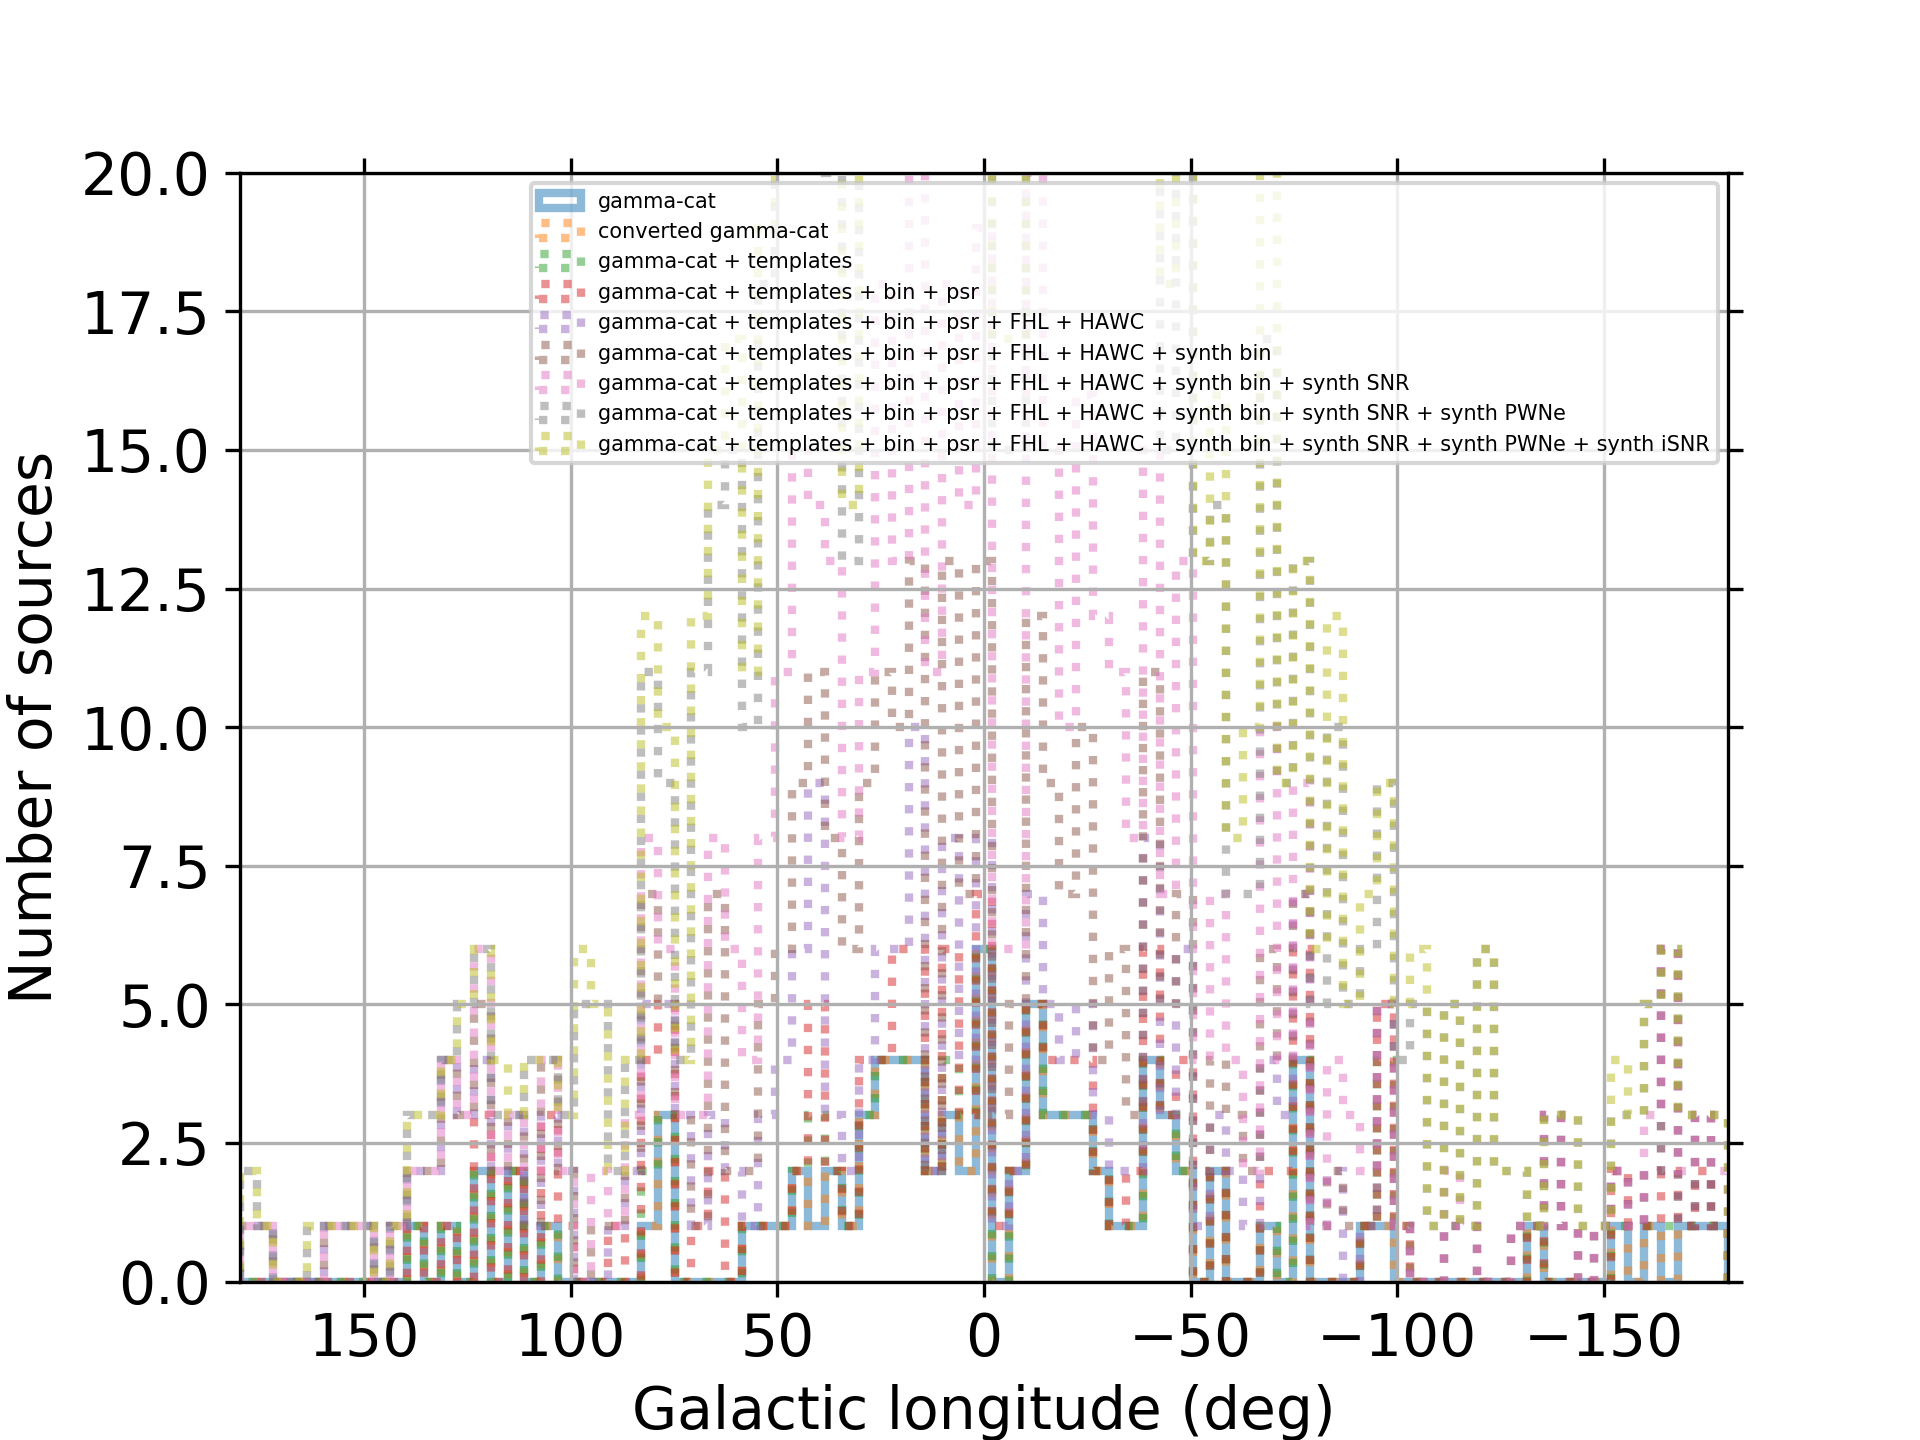 20.0
17.5
15.0
12.5
10.0
7.5
5.0
2.5
0.0
Number of sources
gamma-cat
converted gamma-cat
gamma-cat + templates
gamma-cat + templates + bin + psr
gamma-cat + templates + bin + psr + FHL + HAWC
gamma-cat + templates + bin + psr + FHL + HAWC + synth bin
gamma-cat + templates + bin + psr + FHL + HAWC + synth bin + synth SNR
gamma-cat + templates + bin + psr + FHL + HAWC + synth bin + synth SNR + synth PWNe
gamma-cat + templates + bin + psr + FHL + HAWC + synth bin + synth SNR + synth PWNe + synth iSNR
150 100 50 0 −50 −100 −150
Galactic longitude (deg)